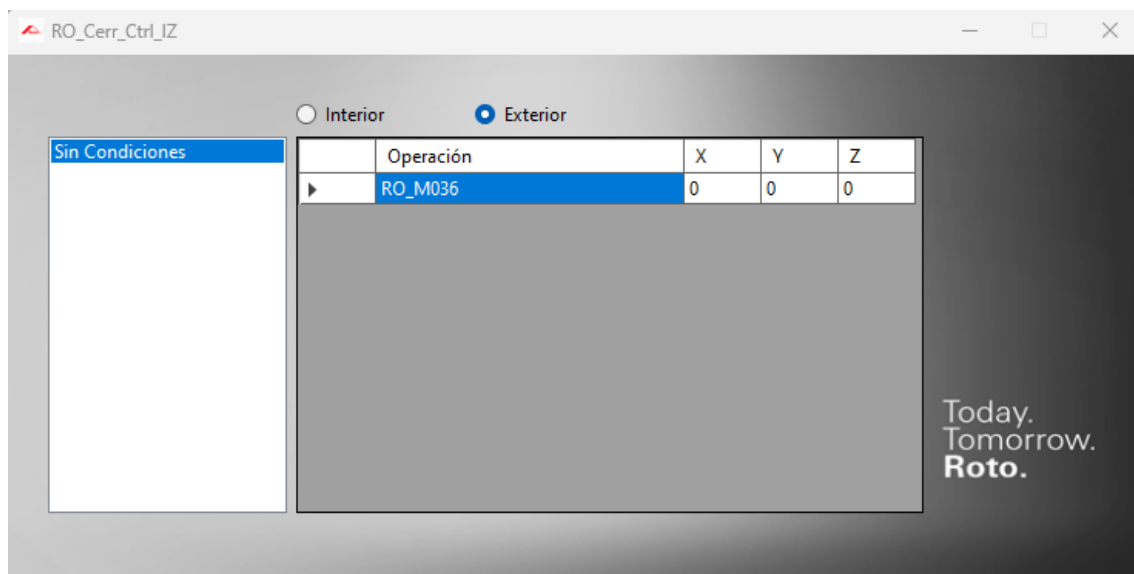 RO_Cerr_Ctrl_IZ
Interior Exterior
Sin Condiciones
Operación X Y Z
RO_M036 0 0 0
Today.
Tomorrow.
Roto.